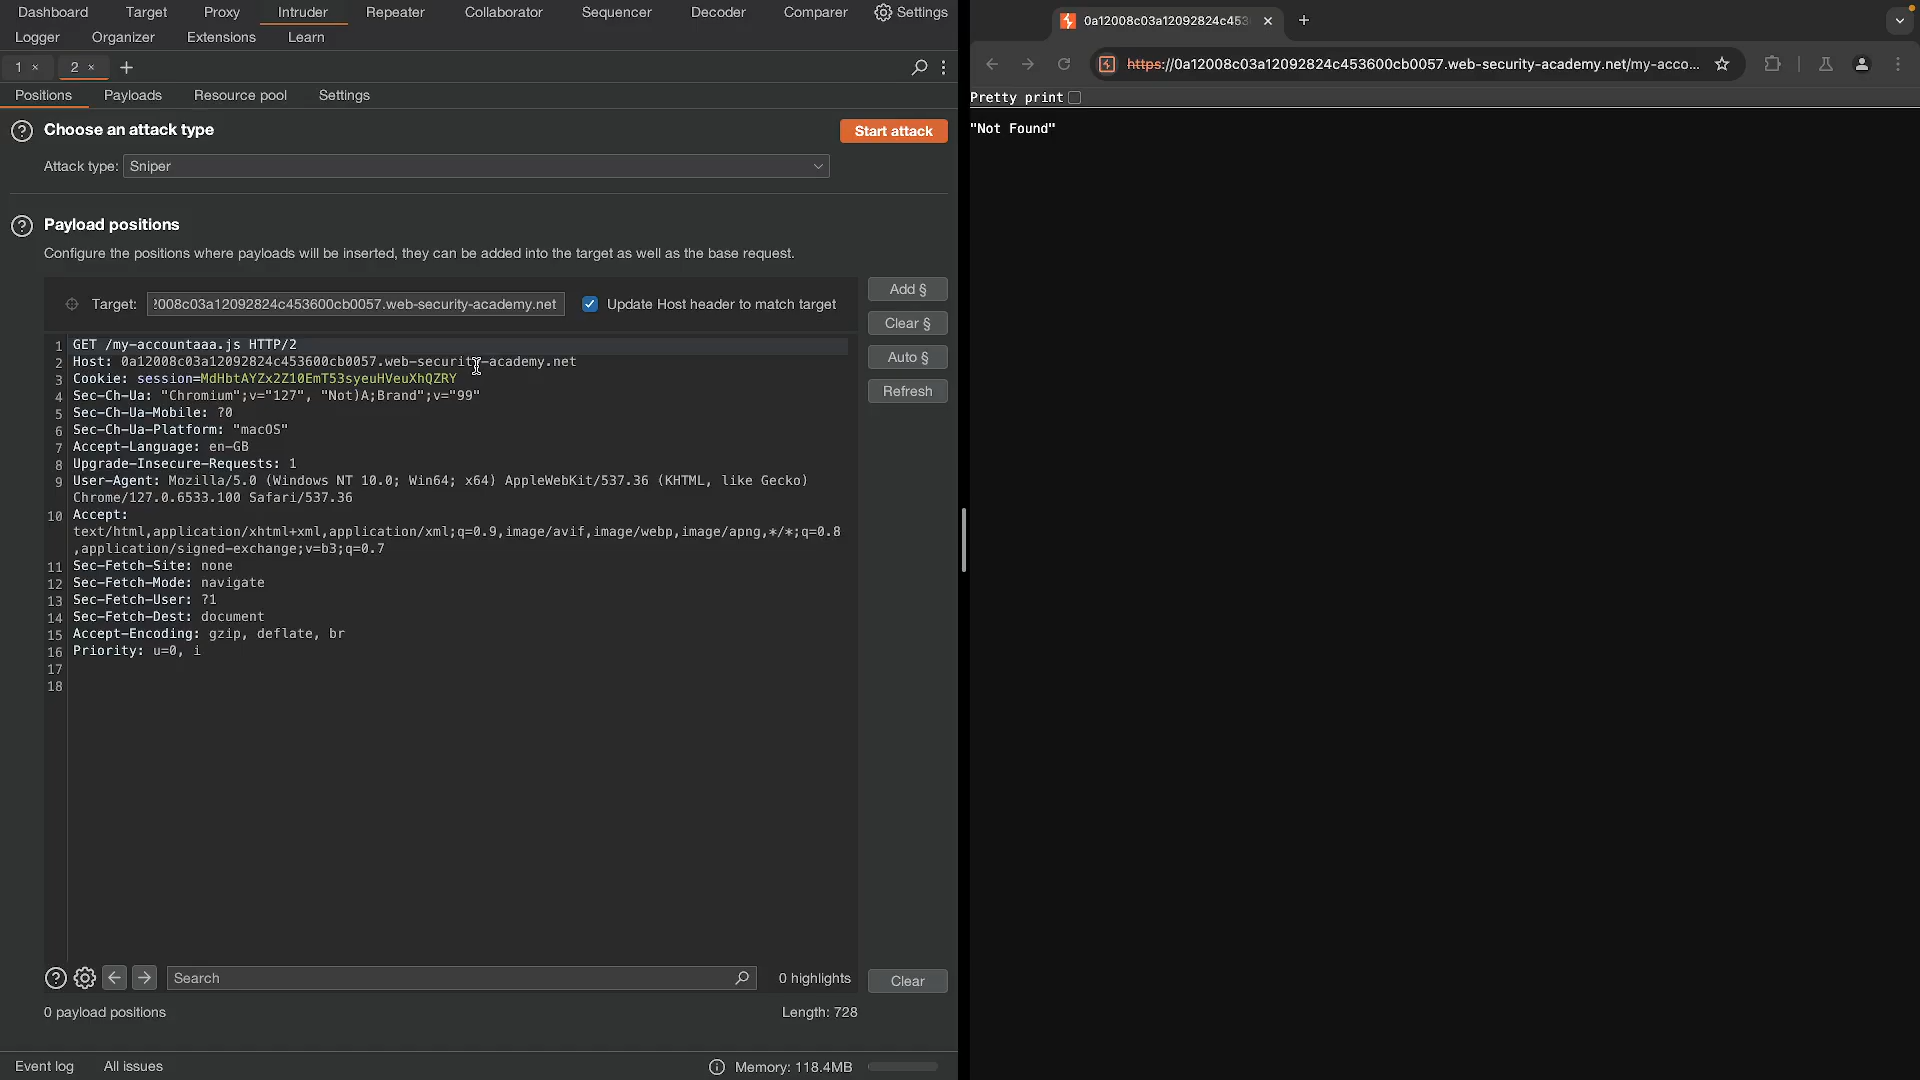 Dashboard Target Proxy Intruder Repeater Collaborator Sequencer Decoder Comparer Settings
Logger Organizer Extensions Learn
1 × 2 × +
Positions Payloads Resource pool Settings
? Choose an attack type Start attack
Attack type: Sniper
? Payload positions
Configure the positions where payloads will be inserted, they can be added into the target as well as the base request.
Target: 2008c03a12092824c453600cb0057.web-security-academy.net Update Host header to match target
Add §
Clear §
Auto §
Refresh
1 GET /my-accountaaa.js HTTP/2
2 Host: 0a12008c03a12092824c453600cb0057.web-security-academy.net
3 Cookie: session=MdHbtAYZx2Z10EmT53syeuHVeuXhQZRY
4 Sec-Ch-Ua: "Chromium";v="127", "Not)A;Brand";v="99"
5 Sec-Ch-Ua-Mobile: ?0
6 Sec-Ch-Ua-Platform: "macOS"
7 Accept-Language: en-GB
8 Upgrade-Insecure-Requests: 1
9 User-Agent: Mozilla/5.0 (Windows NT 10.0; Win64; x64) AppleWebKit/537.36 (KHTML, like Gecko)
Chrome/127.0.6533.100 Safari/537.36
10 Accept:
text/html,application/xhtml+xml,application/xml;q=0.9,image/avif,image/webp,image/apng,*/*;q=0.8
,application/signed-exchange;v=b3;q=0.7
11 Sec-Fetch-Site: none
12 Sec-Fetch-Mode: navigate
13 Sec-Fetch-User: ?1
14 Sec-Fetch-Dest: document
15 Accept-Encoding: gzip, deflate, br
16 Priority: u=0, i
17
18
? Search 0 highlights Clear
0 payload positions Length: 728
Event log All issues Memory: 118.4MB
0a12008c03a12092824c453 × +
https://0a12008c03a12092824c453600cb0057.web-security-academy.net/my-acco...
Pretty print
"Not Found"